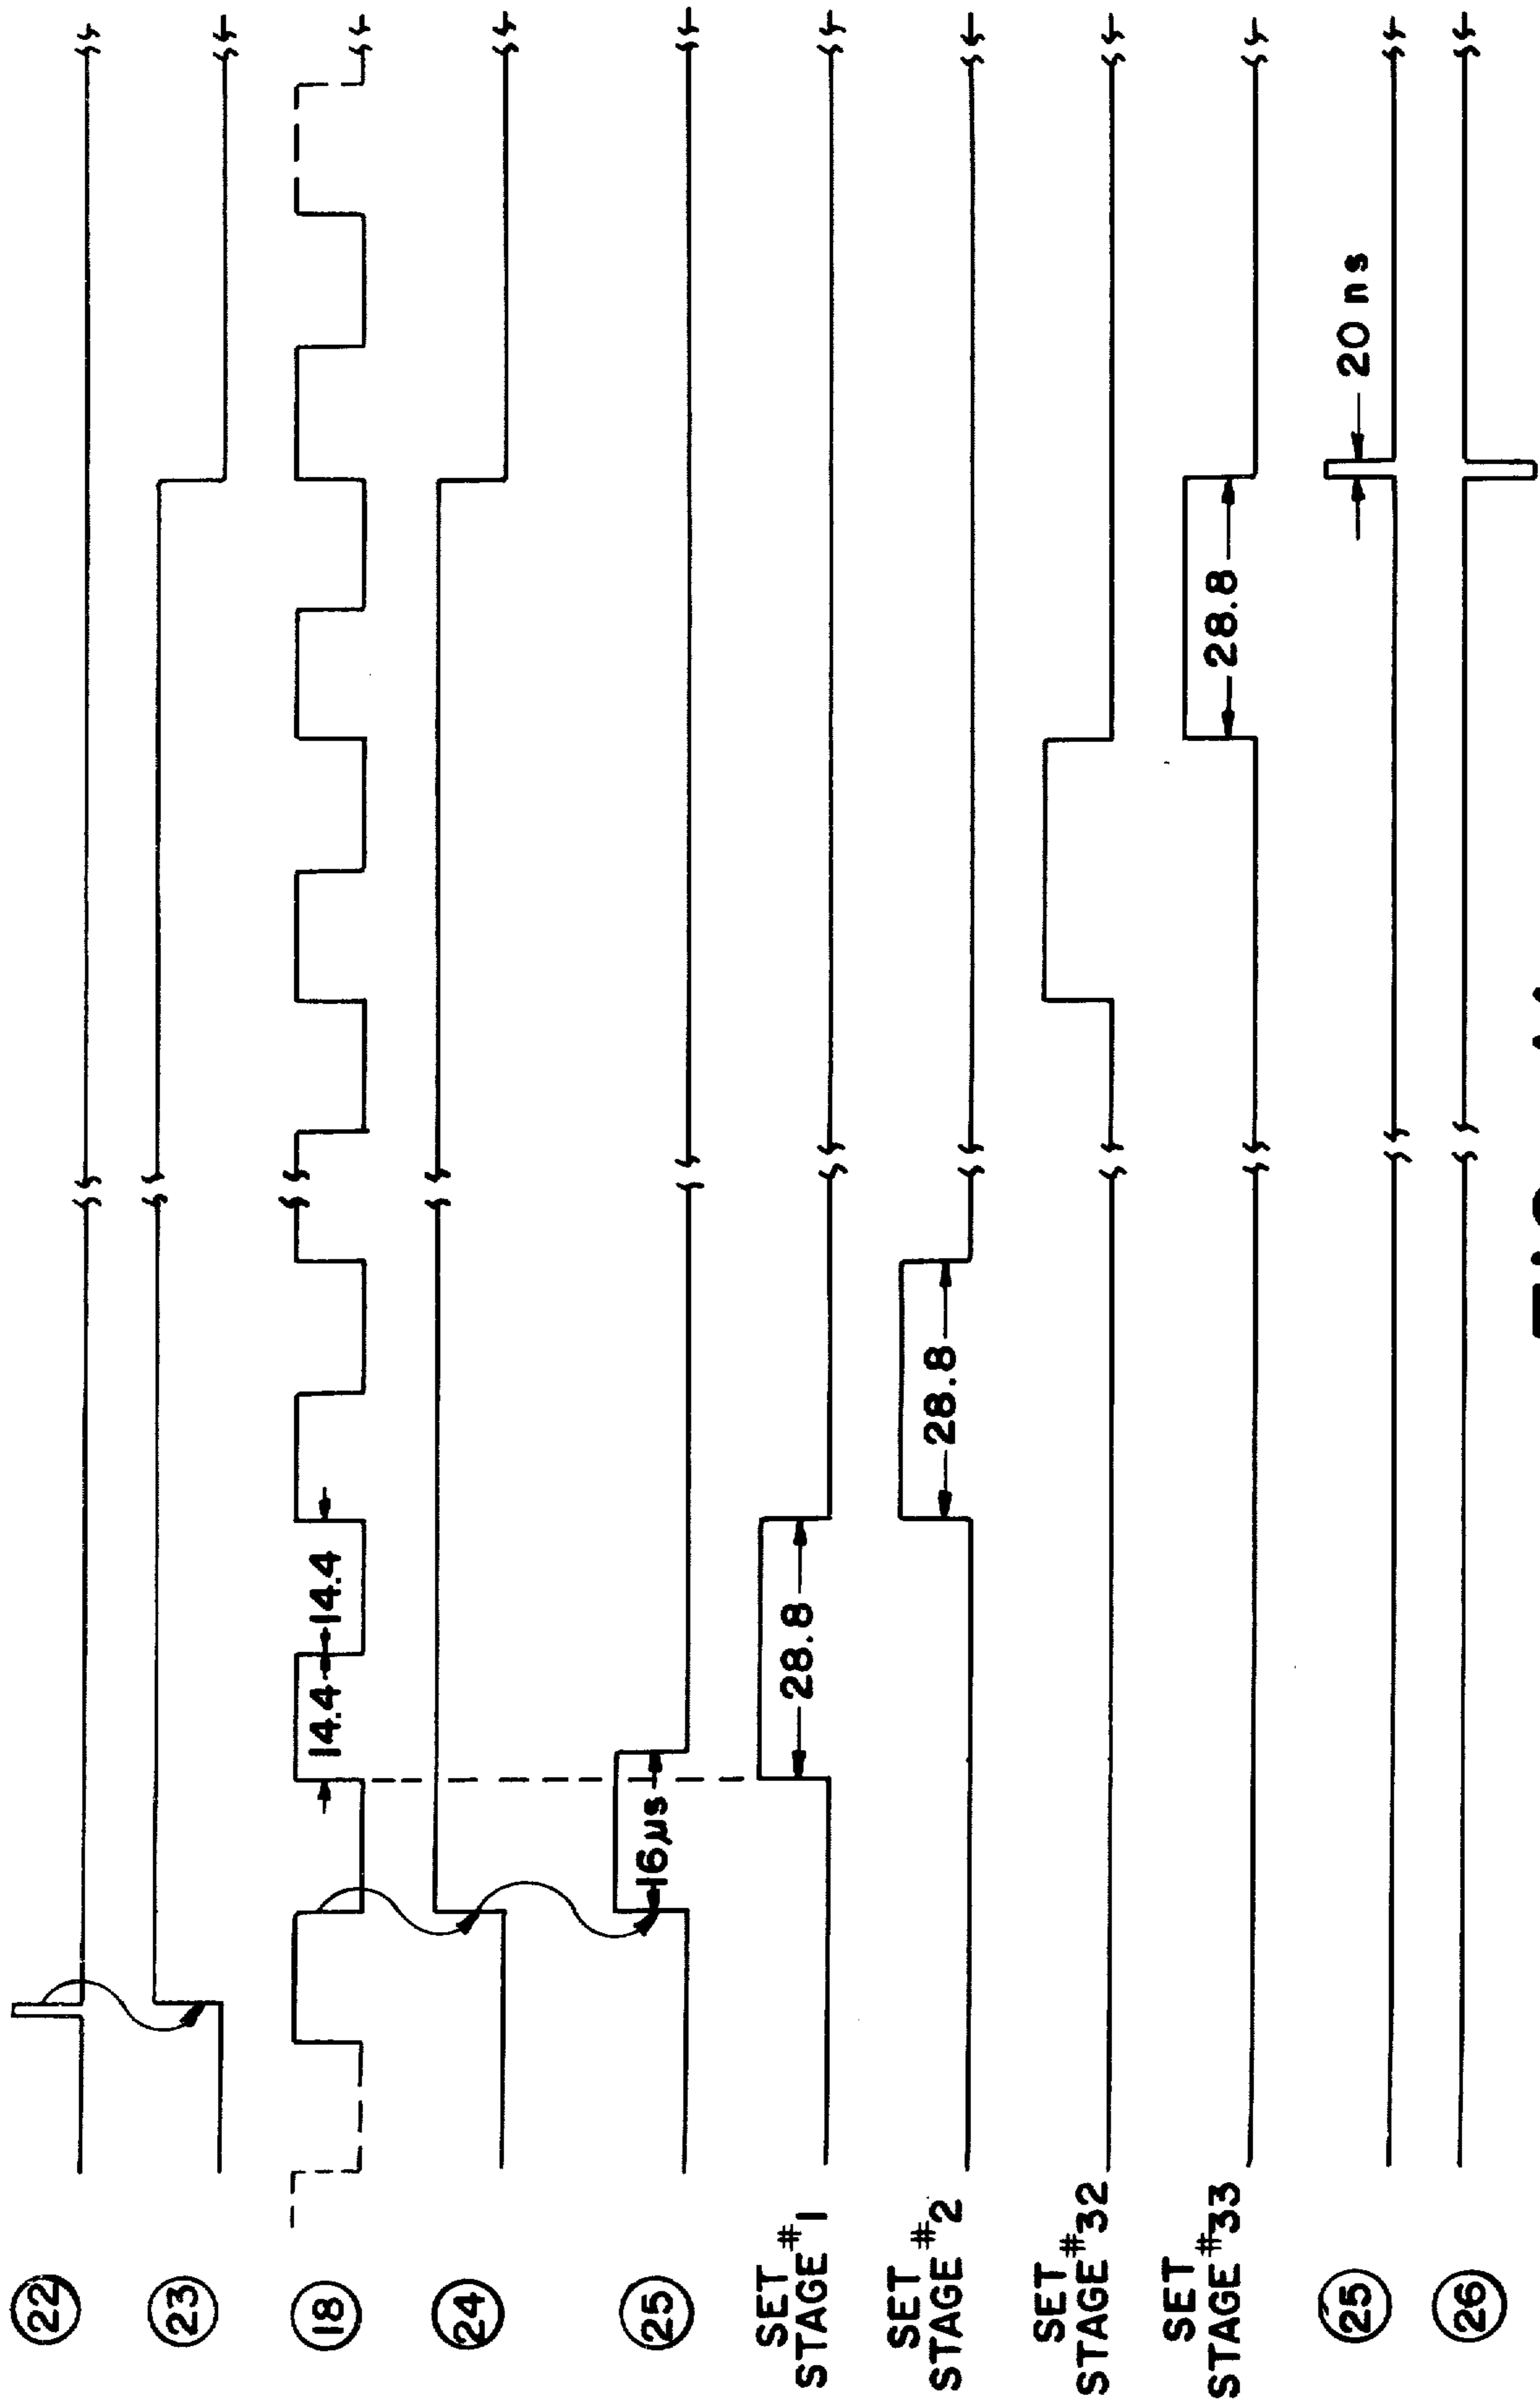 22
23
18
14.4 14.4
24
25
16µs
SET
STAGE #1
28.8
SET
STAGE #2
28.8
SET
STAGE #32
SET
STAGE #33
28.8
25
20 ns
26